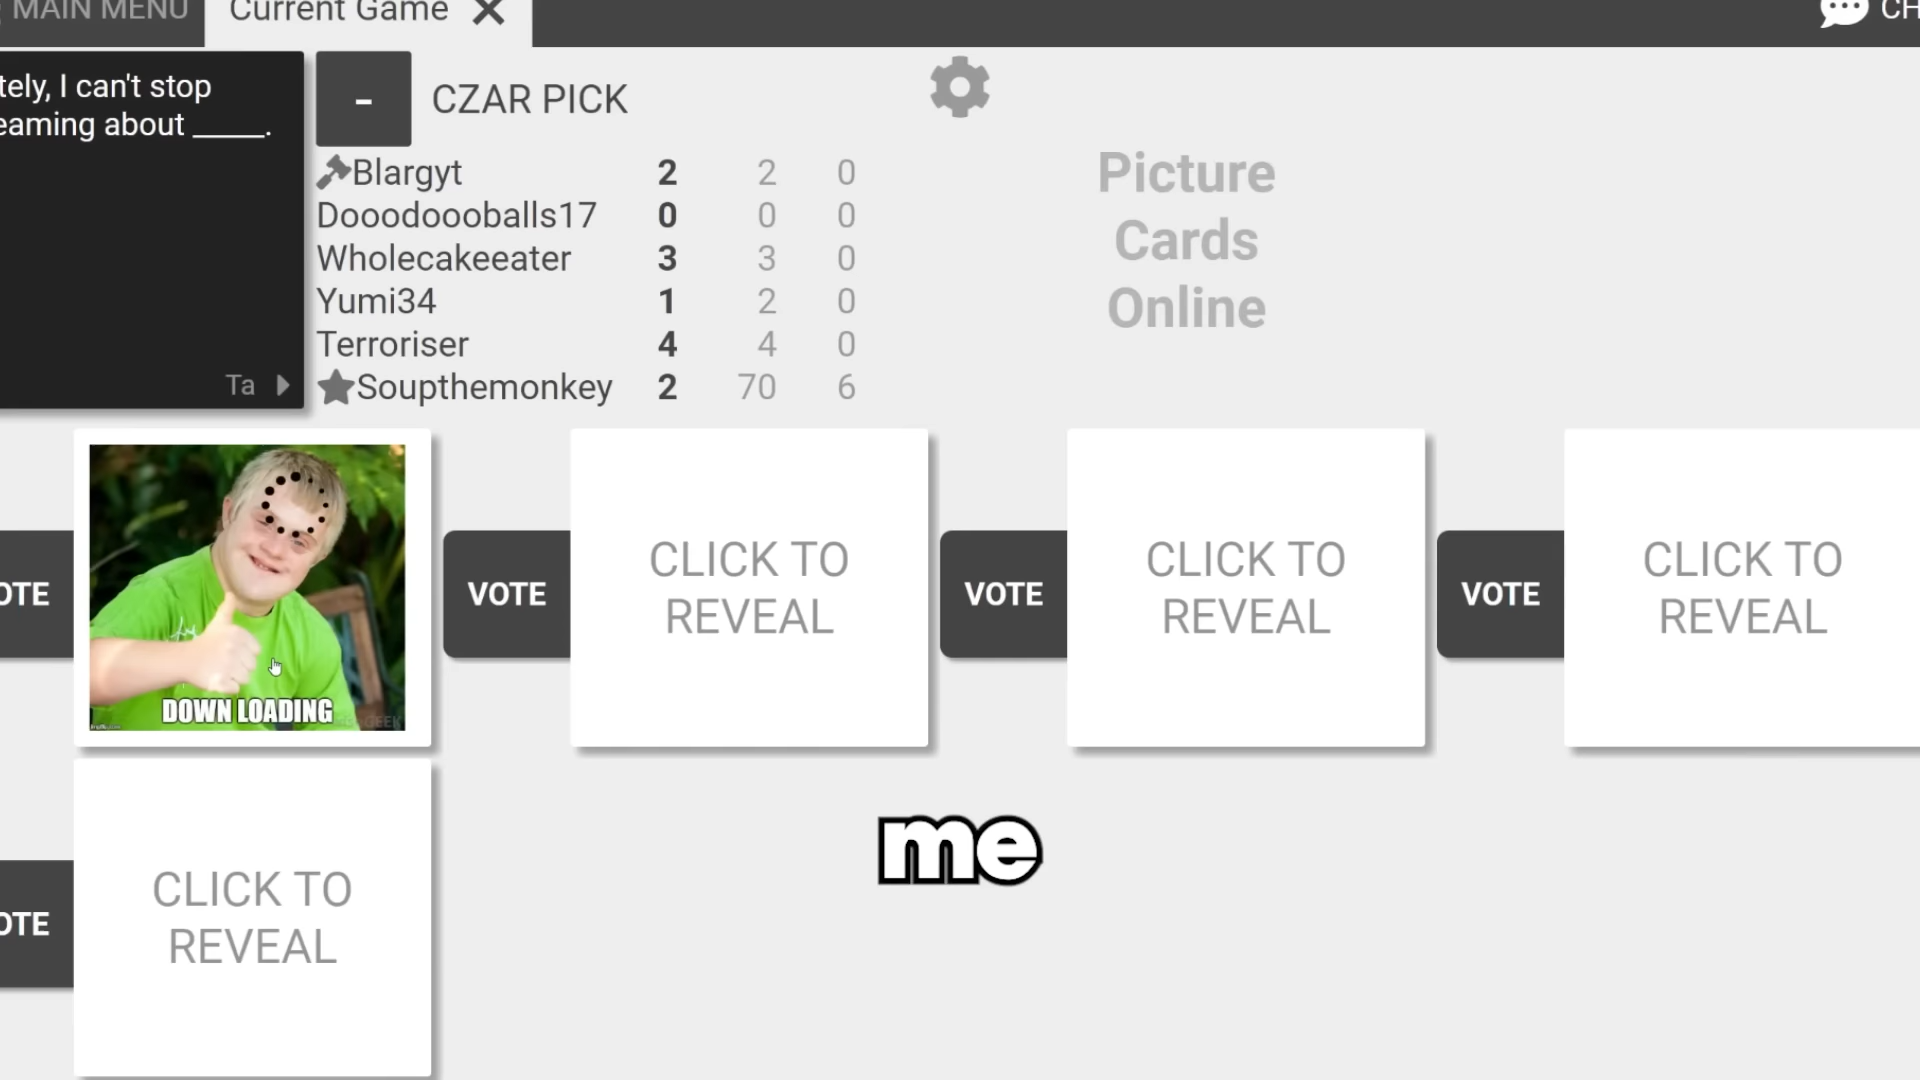 MAIN MENU
Current Game
CH
tely, I can't stop
eaming about _____.
Ta
-
CZAR PICK
Blargyt 2 2 0
Dooodoooballs17 0 0 0
Wholecakeeater 3 3 0
Yumi34 1 2 0
Terroriser 4 4 0
Soupthemonkey 2 70 6
Picture
Cards
Online
OTE
DOWN LOADING
VOTE
CLICK TO
REVEAL
VOTE
CLICK TO
REVEAL
VOTE
CLICK TO
REVEAL
OTE
CLICK TO
REVEAL
me